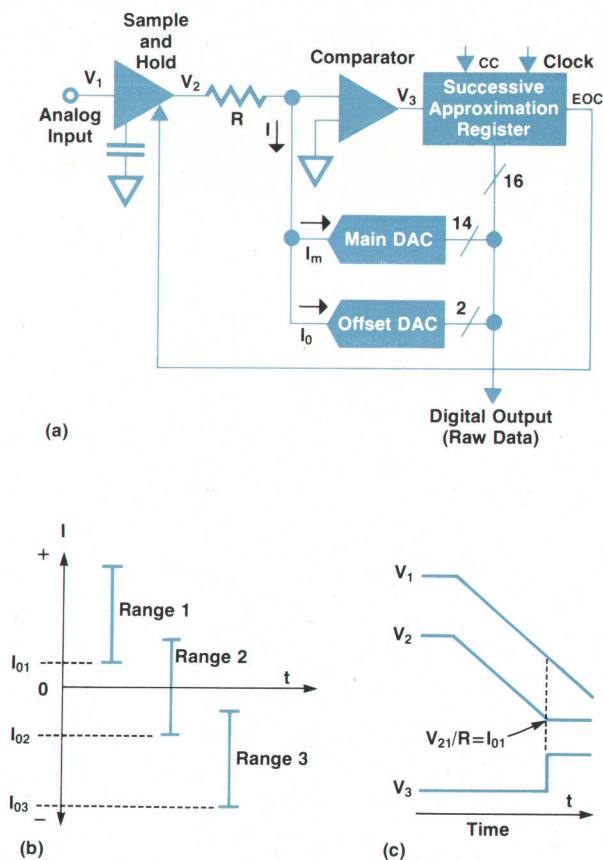 Sample
and
Hold
V1
V2
Analog
Input
R
I
Comparator
V3
CC
Clock
Successive
Approximation
Register
EOC
16
Main DAC
14
Im
Offset DAC
2
I0
Digital Output
(Raw Data)
(a)
I
+
Range 1
Range 2
I01
0
t
I02
Range 3
I03
–
(b)
V1
V2
V21/R=I01
V3
t
Time
(c)